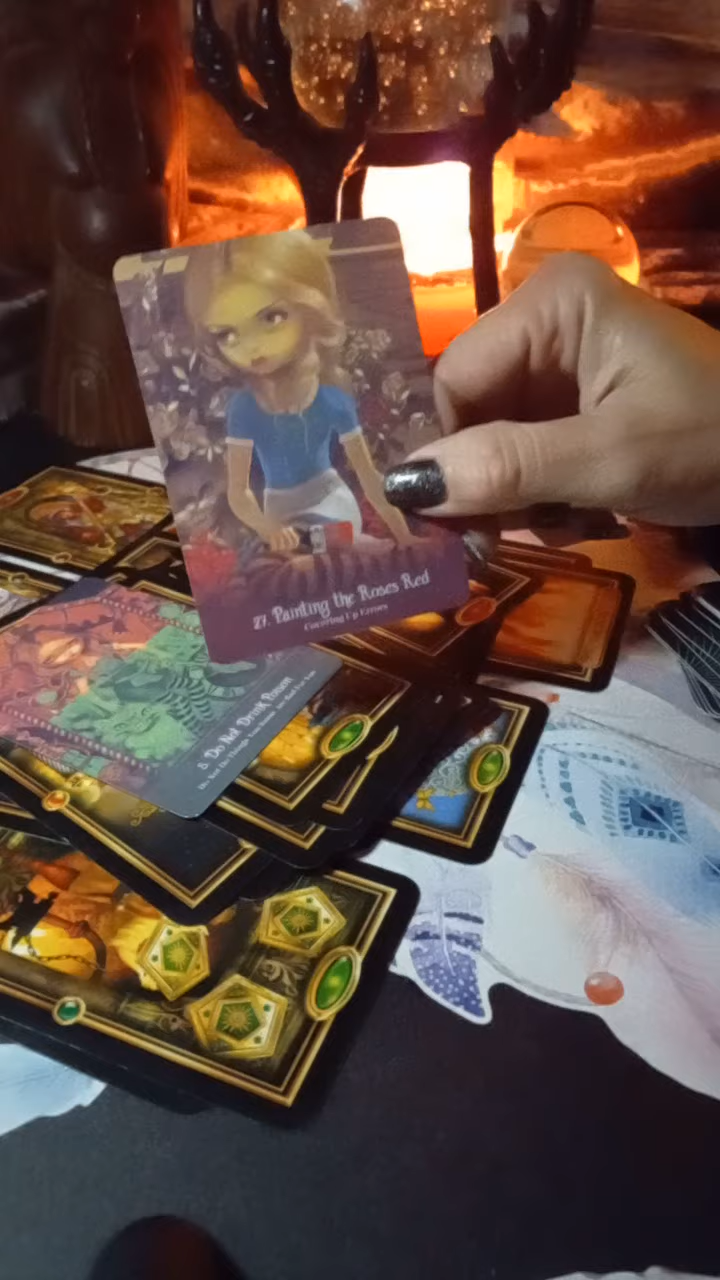 27. Painting the Roses Red
Covering Up Errors
5. Do Not Drink Poison